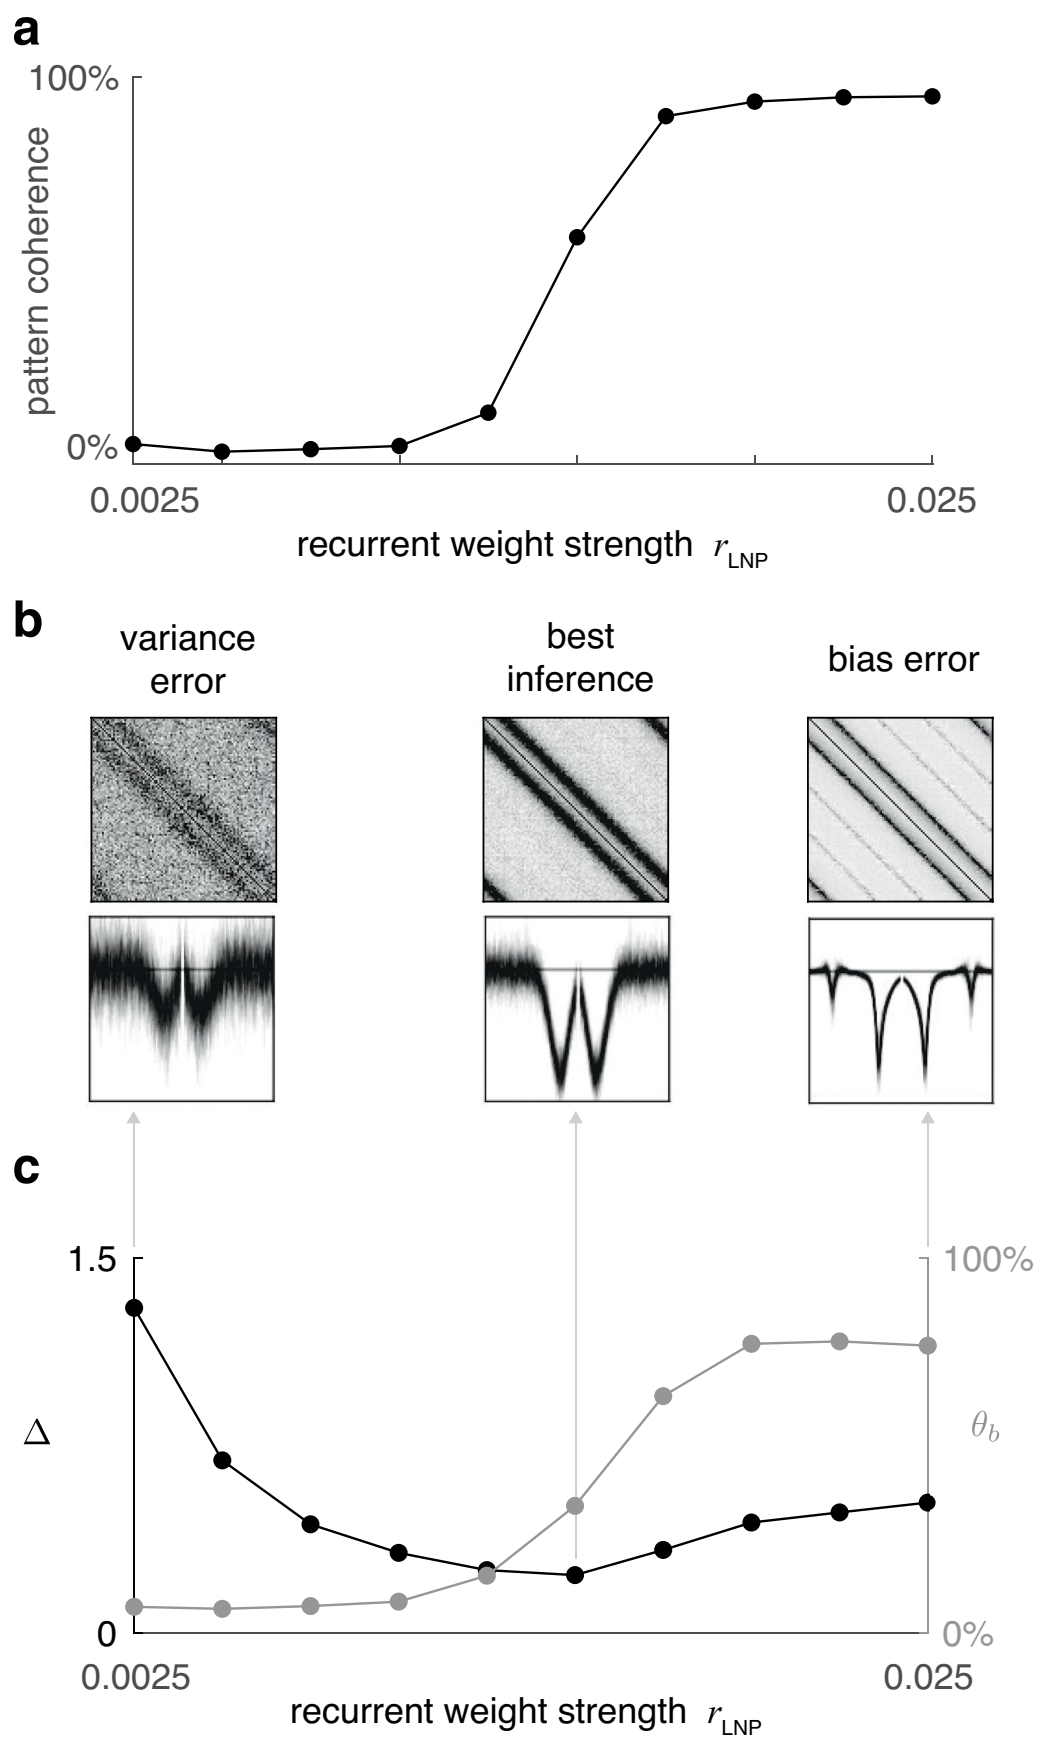 a
100%
pattern coherence
0%
0.0025
0.025
recurrent weight strength r_LNP
b
variance
error
best
inference
bias error
c
1.5
100%
Δ
θ_b
0
0%
0.0025
0.025
recurrent weight strength r_LNP